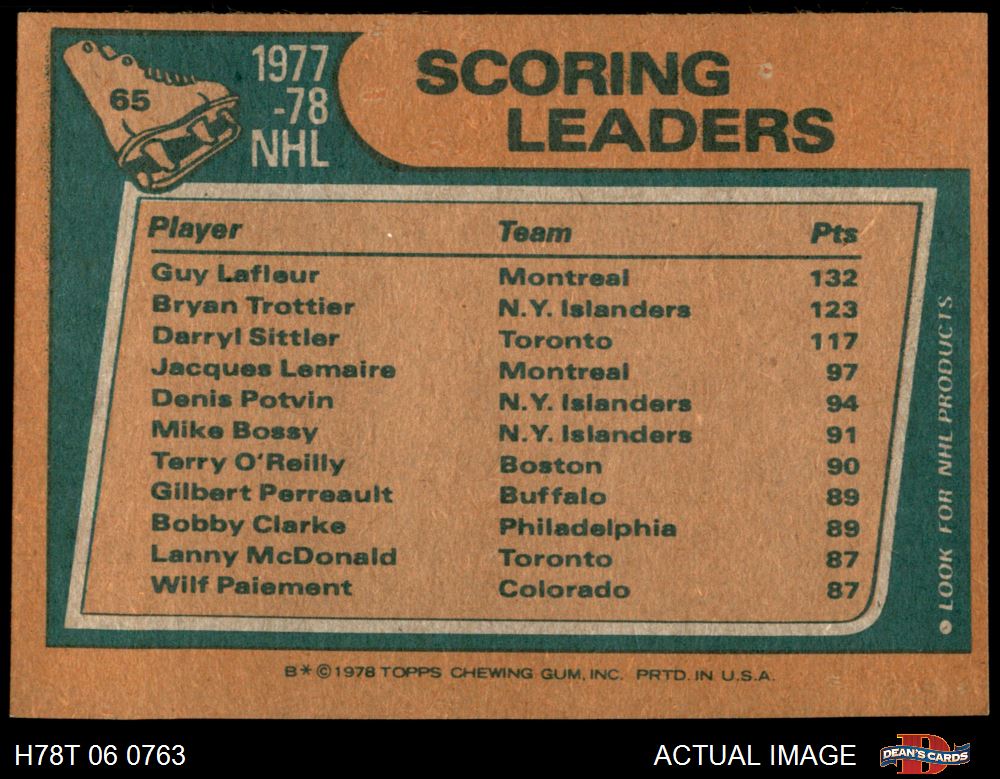 65
1977
-78
NHL
SCORING
LEADERS
Player Team Pts
Guy Lafleur Montreal 132
Bryan Trottier N.Y. Islanders 123
Darryl Sittler Toronto 117
Jacques Lemaire Montreal 97
Denis Potvin N.Y. Islanders 94
Mike Bossy N.Y. Islanders 91
Terry O'Reilly Boston 90
Gilbert Perreault Buffalo 89
Bobby Clarke Philadelphia 89
Lanny McDonald Toronto 87
Wilf Paiement Colorado 87
● LOOK FOR NHL PRODUCTS
B*©1978 TOPPS CHEWING GUM, INC. PRTD. IN U.S.A.
H78T 06 0763 ACTUAL IMAGE
D
DEAN'S CARDS